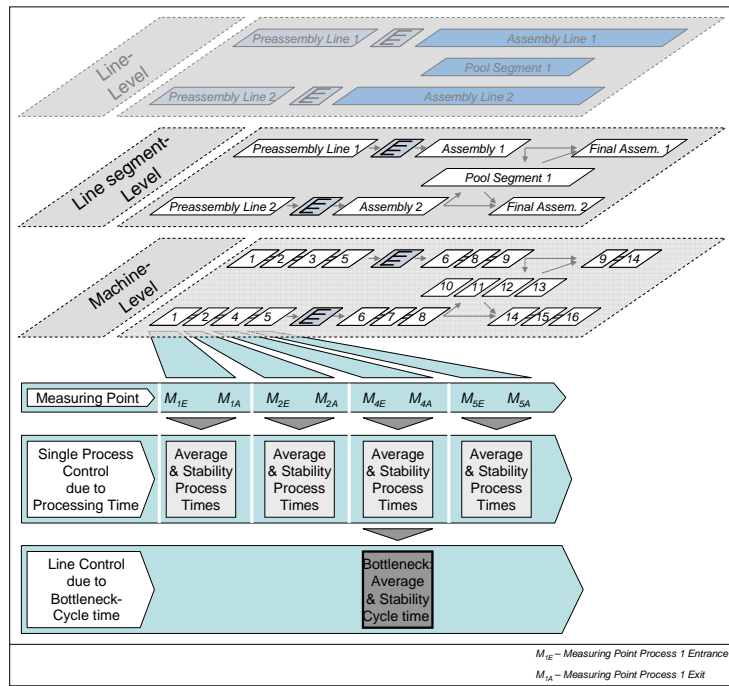 Line-
Level
Preassembly Line 1
E
Assembly Line 1
Pool Segment 1
Preassembly Line 2
E
Assembly Line 2
Line segment-
Level
Preassembly Line 1
E
Assembly 1
Final Assem. 1
Pool Segment 1
Preassembly Line 2
E
Assembly 2
Final Assem. 2
Machine-
Level
1 2 3 5 E 6 8 9 9 14
10 11 12 13
1 2 4 5 E 6 7 8 14 15 16
Measuring Point M1E M1A M2E M2A M4E M4A M5E M5A
Single Process
Control
due to
Processing Time
Average
& Stability
Process
Times
Average
& Stability
Process
Times
Average
& Stability
Process
Times
Average
& Stability
Process
Times
Line Control
due to
Bottleneck-
Cycle time
Bottleneck:
Average
& Stability
Cycle time
M1E – Measuring Point Process 1 Entrance
M1A – Measuring Point Process 1 Exit